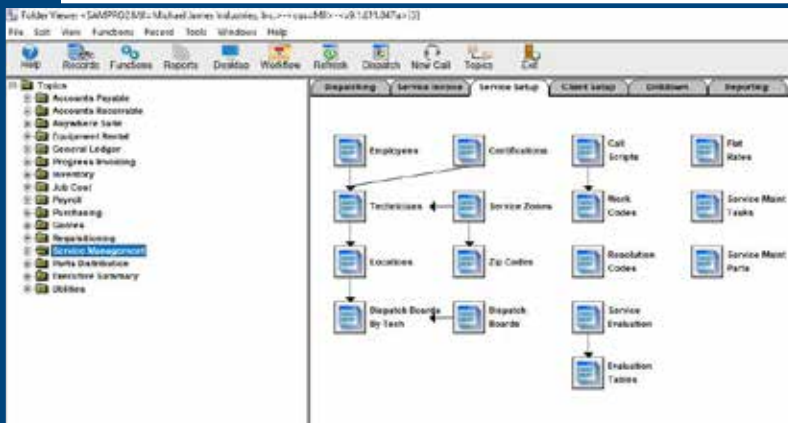 Folder Viewer
File Edit View Functions Record Tools Windows Help
Help Records Functions Reports Desktop Workflow Refresh Dispatch New Call Topics Exit
Topics
Accounts Payable
Accounts Receivable
Anywhere Suite
Equipment Rental
General Ledger
Progress Invoicing
Inventory
Job Cost
Payroll
Purchasing
Quotes
Requisitioning
Service Management
Parts Distribution
Executive Summary
Utilities
Dispatching Service Invoice Service Setup Client Setup Drilldown Reporting
Employees
Certifications
Call
Scripts
Flat
Rates
Technicians
Service Zones
Work
Codes
Service Maint
Tasks
Locations
Zip Codes
Resolution
Codes
Service Maint
Parts
Dispatch Boards
By Tech
Dispatch
Boards
Service
Evaluation
Evaluation
Tables